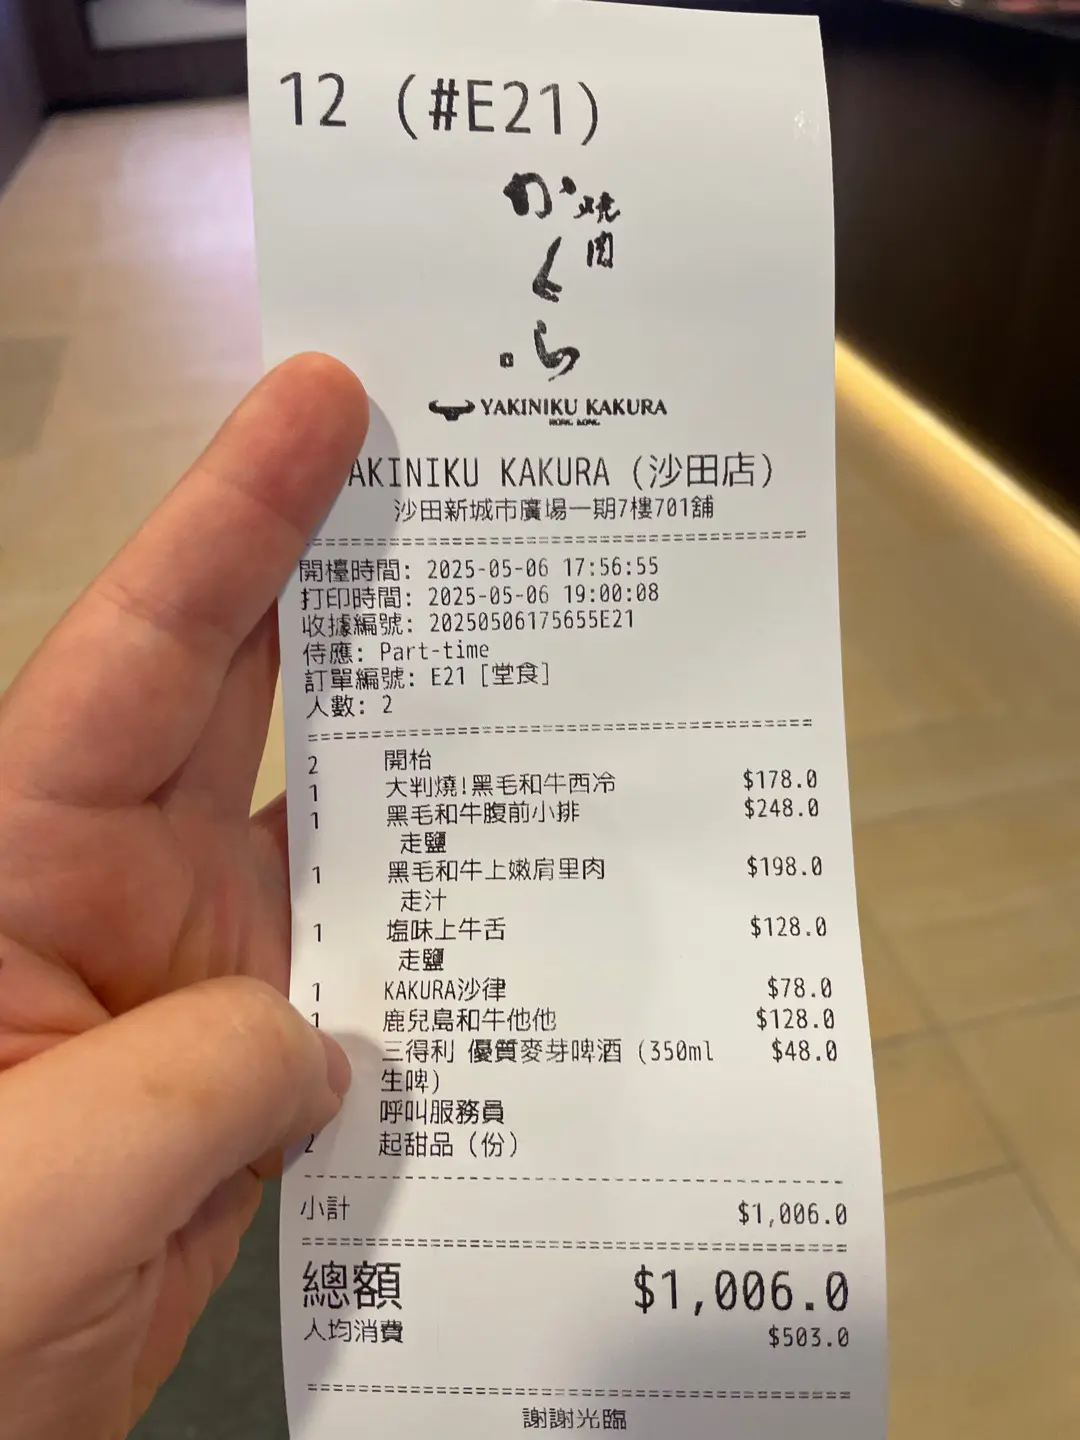 12 (#E21)
焼肉
かくら
YAKINIKU KAKURA
HONG KONG
AKINIKU KAKURA (沙田店)
沙田新城市廣場一期7樓701舖
開檯時間: 2025-05-06 17:56:55
打印時間: 2025-05-06 19:00:08
收據編號: 20250506175655E21
侍應: Part-time
訂單編號: E21 [堂食]
人數: 2
2 開枱
1 大判燒!黑毛和牛西冷 $178.0
1 黑毛和牛腹前小排 $248.0
走鹽
1 黑毛和牛上嫩肩里肉 $198.0
走汁
1 塩味上牛舌 $128.0
走鹽
1 KAKURA沙律 $78.0
1 鹿兒島和牛他他 $128.0
三得利 優質麥芽啤酒 (350ml $48.0
生啤)
呼叫服務員
2 起甜品 (份)
小計 $1,006.0
總額 $1,006.0
人均消費 $503.0
謝謝光臨